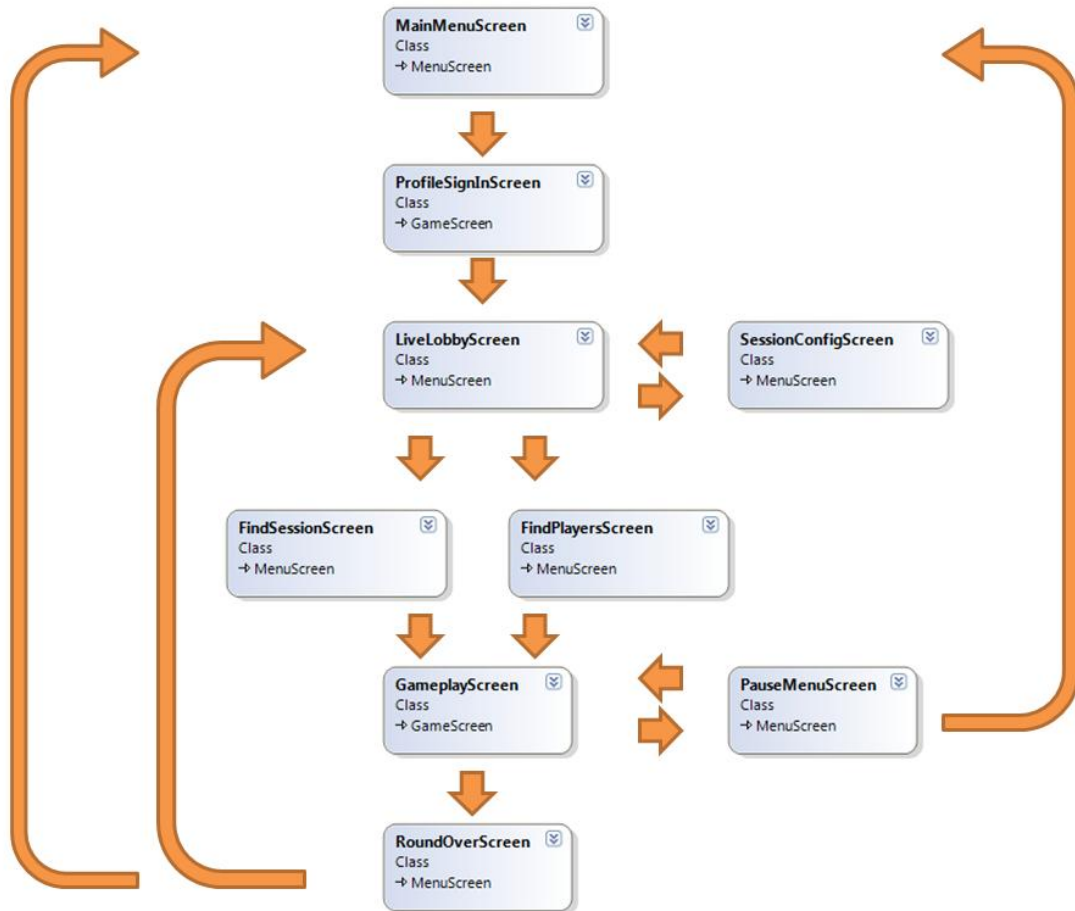 MainMenuScreen
Class
→ MenuScreen
ProfileSignInScreen
Class
→ GameScreen
LiveLobbyScreen
Class
→ MenuScreen
SessionConfigScreen
Class
→ MenuScreen
FindSessionScreen
Class
→ MenuScreen
FindPlayersScreen
Class
→ MenuScreen
GameplayScreen
Class
→ GameScreen
PauseMenuScreen
Class
→ MenuScreen
RoundOverScreen
Class
→ MenuScreen